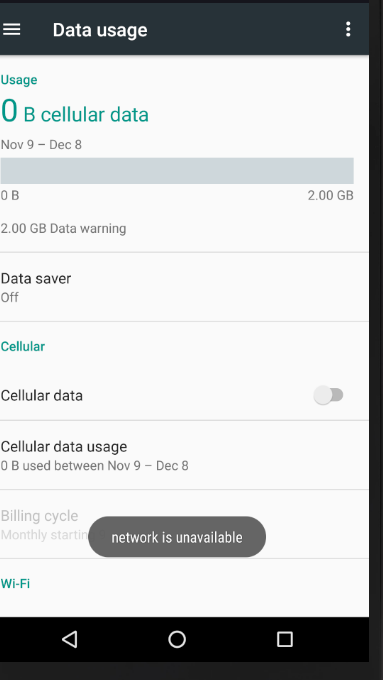 Data usage
Usage
0 B cellular data
Nov 9 – Dec 8
0 B 2.00 GB
2.00 GB Data warning
Data saver
Off
Cellular
Cellular data
Cellular data usage
0 B used between Nov 9 – Dec 8
Billing cycle
Monthly startin
network is unavailable
Wi-Fi